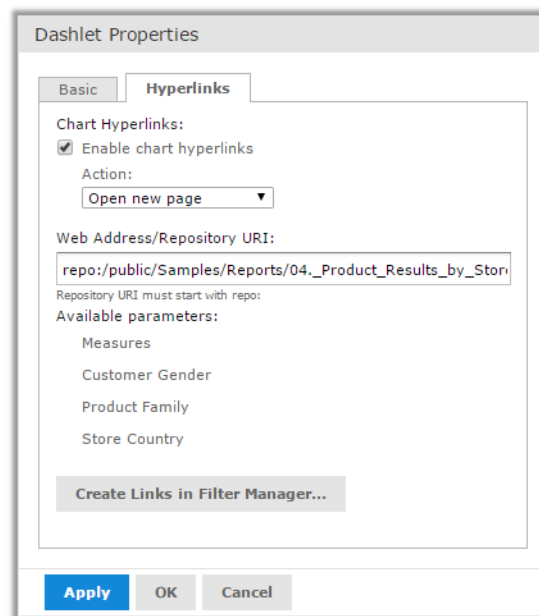 Dashlet Properties
Basic
Hyperlinks
Chart Hyperlinks:
Enable chart hyperlinks
Action:
Open new page
Web Address/Repository URI:
repo:/public/Samples/Reports/04._Product_Results_by_Stor
Repository URI must start with repo:
Available parameters:
Measures
Customer Gender
Product Family
Store Country
Create Links in Filter Manager...
Apply
OK
Cancel